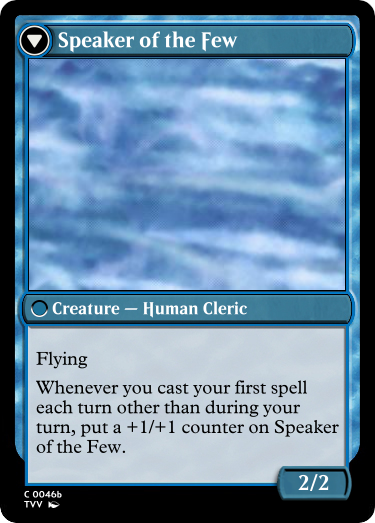 Speaker of the Few
Creature — Human Cleric
Flying
Whenever you cast your first spell
each turn other than during your
turn, put a +1/+1 counter on Speaker
of the Few.
2/2
C 0046b
TVV